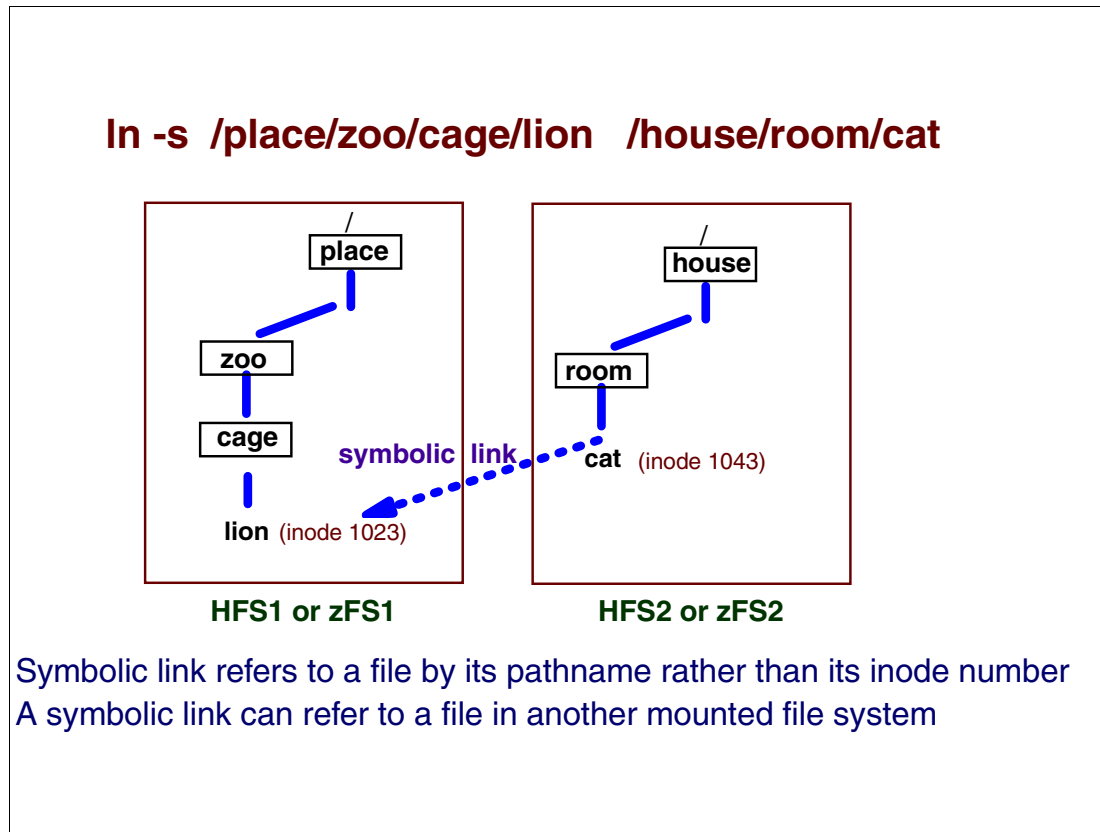 ln -s /place/zoo/cage/lion /house/room/cat
/
place
zoo
cage
lion (inode 1023)
symbolic link
/
house
room
cat (inode 1043)
HFS1 or zFS1
HFS2 or zFS2
Symbolic link refers to a file by its pathname rather than its inode number
A symbolic link can refer to a file in another mounted file system